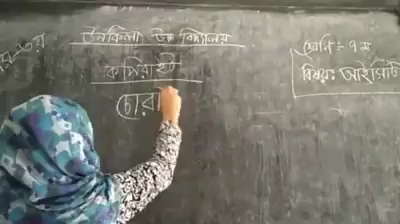 উনকিলা উচ্চ বিদ্যালয়
শ্রেণি :- ৭ম
কপিরাইট
বিষয়: আইসিটি
চোরা